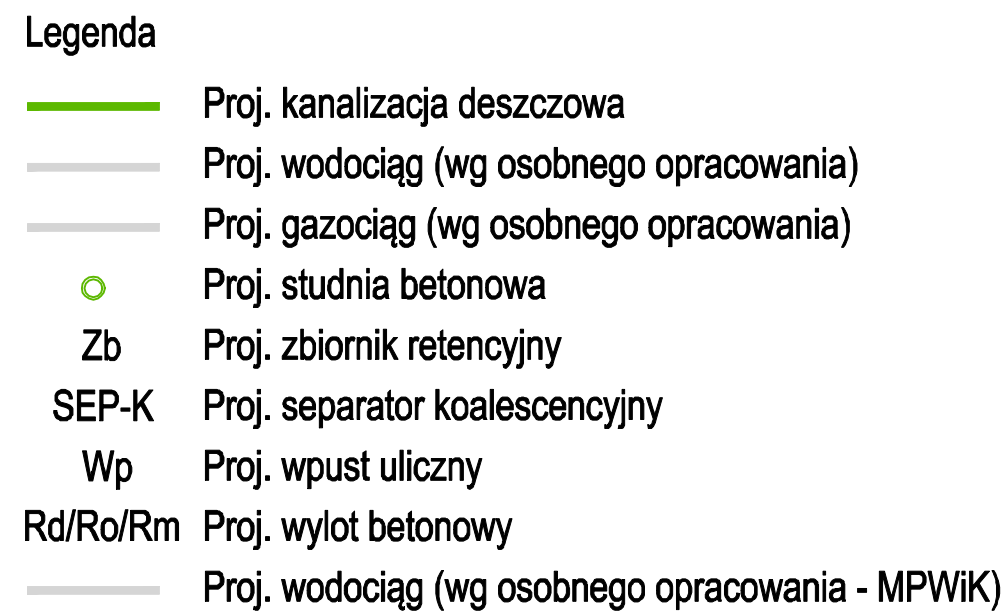 Legenda
Proj. kanalizacja deszczowa
Proj. wodociąg (wg osobnego opracowania)
Proj. gazociąg (wg osobnego opracowania)
Proj. studnia betonowa
Zb Proj. zbiornik retencyjny
SEP-K Proj. separator koalescencyjny
Wp Proj. wpust uliczny
Rd/Ro/Rm Proj. wylot betonowy
Proj. wodociąg (wg osobnego opracowania - MPWiK)